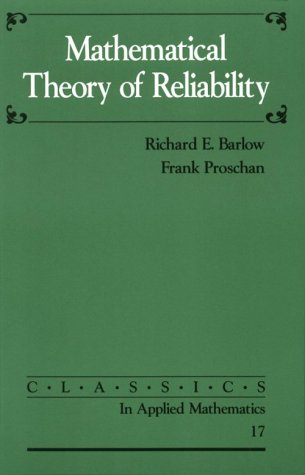 Mathematical
Theory of Reliability
Richard E. Barlow
Frank Proschan
C • L • A • S • S • I • C • S
In Applied Mathematics
17